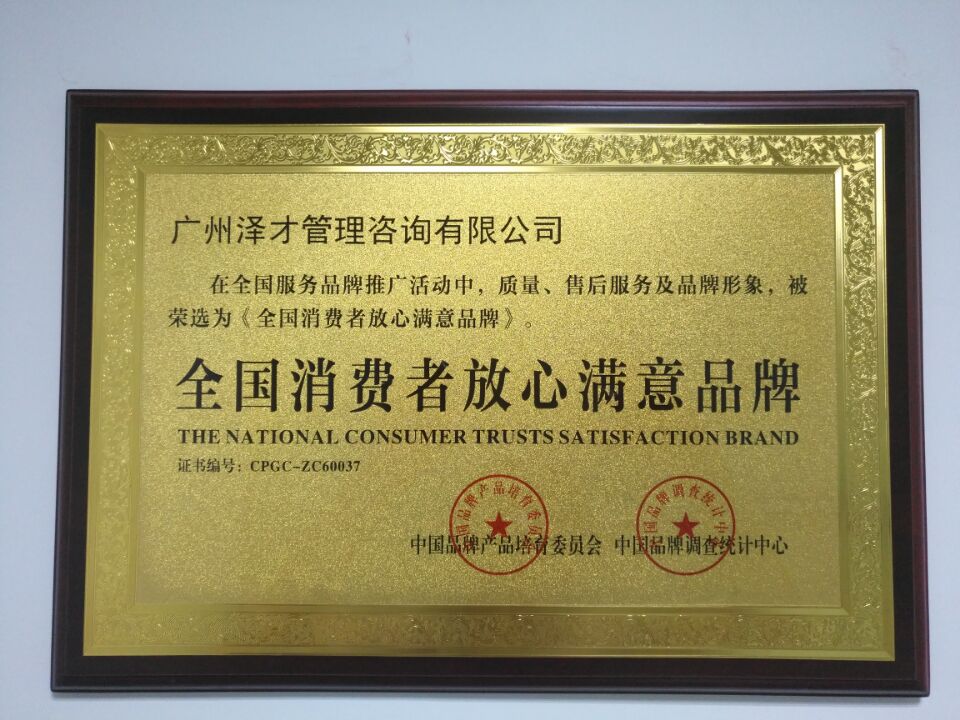 广州泽才管理咨询有限公司
在全国服务品牌推广活动中，质量、售后服务及品牌形象，被
荣选为《全国消费者放心满意品牌》。
全国消费者放心满意品牌
THE NATIONAL CONSUMER TRUSTS SATISFACTION BRAND
证书编号：CPGC-ZC60037
中国品牌产品培育委员会 中国品牌调查统计中心